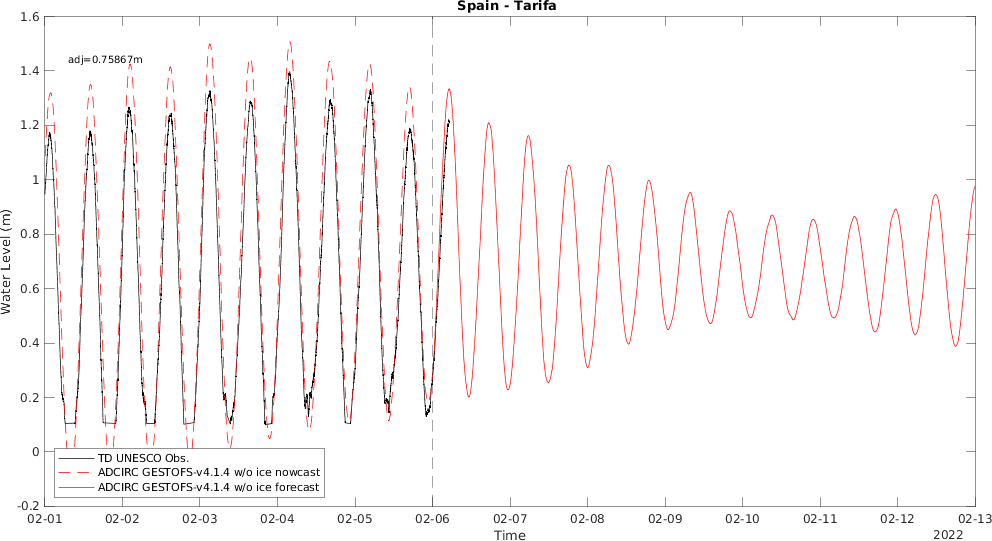 Spain - Tarifa
1.6
1.4
1.2
1
0.8
0.6
0.4
0.2
0
-0.2
Water Level (m)
adj=0.75867m
TD UNESCO Obs.
ADCIRC GESTOFS-v4.1.4 w/o ice nowcast
ADCIRC GESTOFS-v4.1.4 w/o ice forecast
02-01 02-02 02-03 02-04 02-05 02-06 02-07 02-08 02-09 02-10 02-11 02-12 02-13
Time
2022